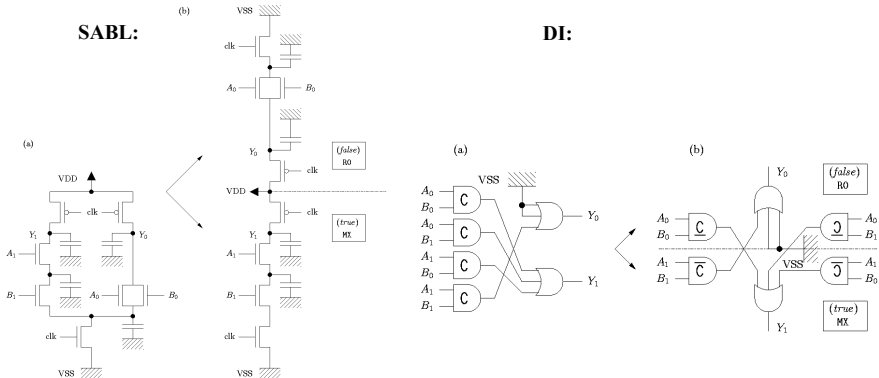 SABL:
(b)
VSS
clk
A₀ B₀
Y₀
clk
(false)
RO
VDD
clk
(true)
MX
Y₁
A₁
B₁
clk
VSS
(a)
VDD
clk
Y₁ Y₀
A₁
B₁ A₀ B₀
clk
VSS
DI:
(a)
VSS
A₀
B₀
C
A₀
B₁
C
A₁
B₀
C
A₁
B₁
C
Y₀
Y₁
(b)
Y₀
(false)
RO
A₀
B₀
C
A₀
B₁
C
VSS
A₁
B₁
C
A₁
B₀
C
(true)
MX
Y₁